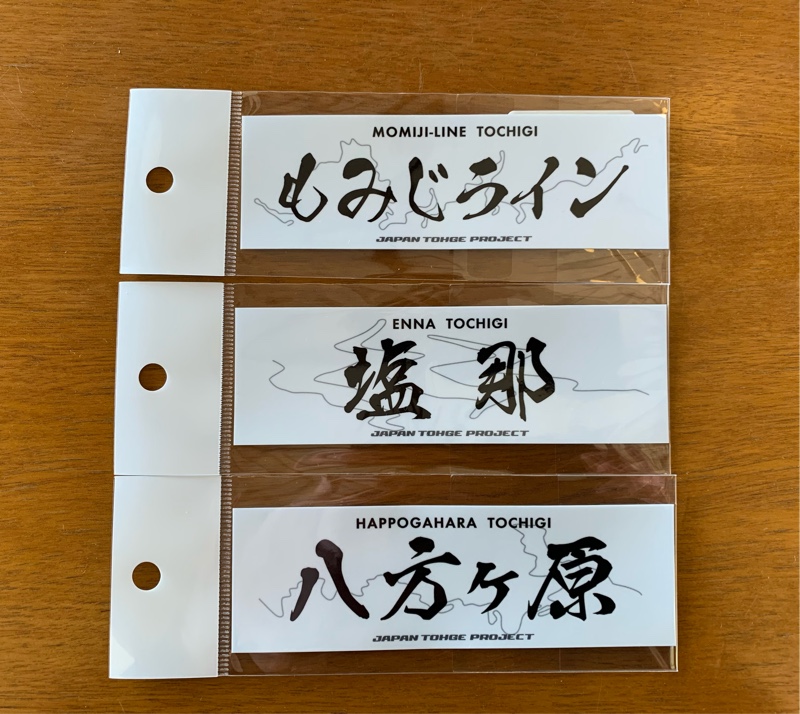 MOMIJI-LINE TOCHIGI
もみじライン
JAPAN TOHGE PROJECT
ENNA TOCHIGI
塩那
JAPAN TOHGE PROJECT
HAPPOGAHARA TOCHIGI
八方ヶ原
JAPAN TOHGE PROJECT